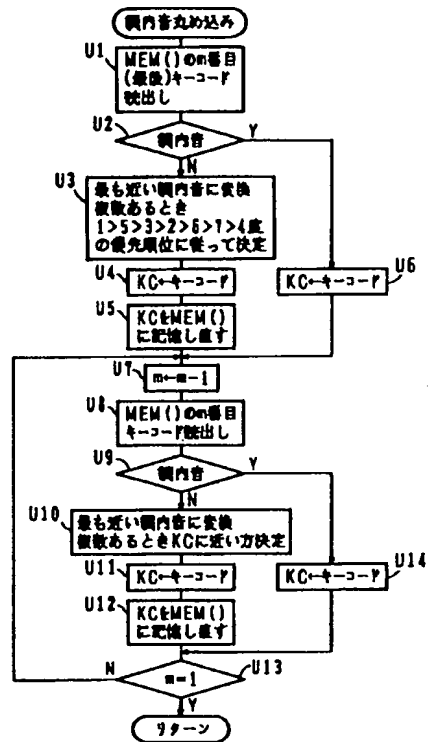 調内音丸め込み
U1
MEM()のm番目
(最後)キーコード
読出し
U2
調内音
Y
N
U3
最も近い調内音に変換
複数あるとき
1>5>3>2>6>7>4度
の優先順位に従って決定
U4
KC←キーコード
U6
KC←キーコード
U5
KCをMEM()
に記憶し直す
U7
m←m-1
U8
MEM()のm番目
キーコード読出し
U9
調内音
Y
N
U10
最も近い調内音に変換
複数あるときKCに近い方決定
U11
KC←キーコード
U14
KC←キーコード
U12
KCをMEM()
に記憶し直す
N
U13
m=1
Y
リターン